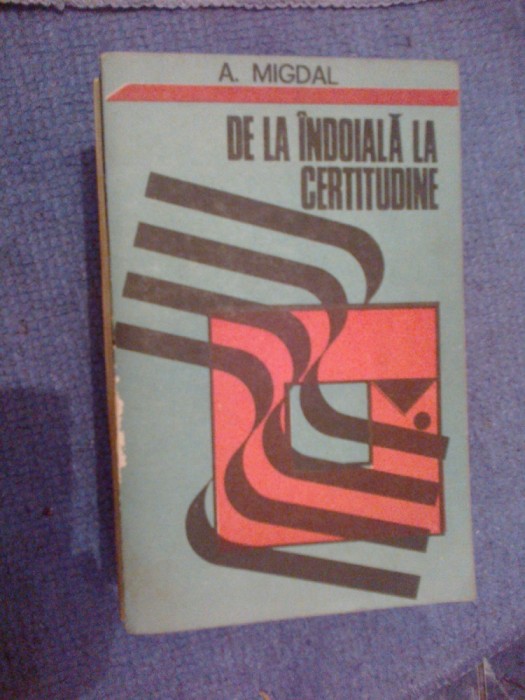 A. MIGDAL
DE LA ÎNDOIALĂ LA
CERTITUDINE